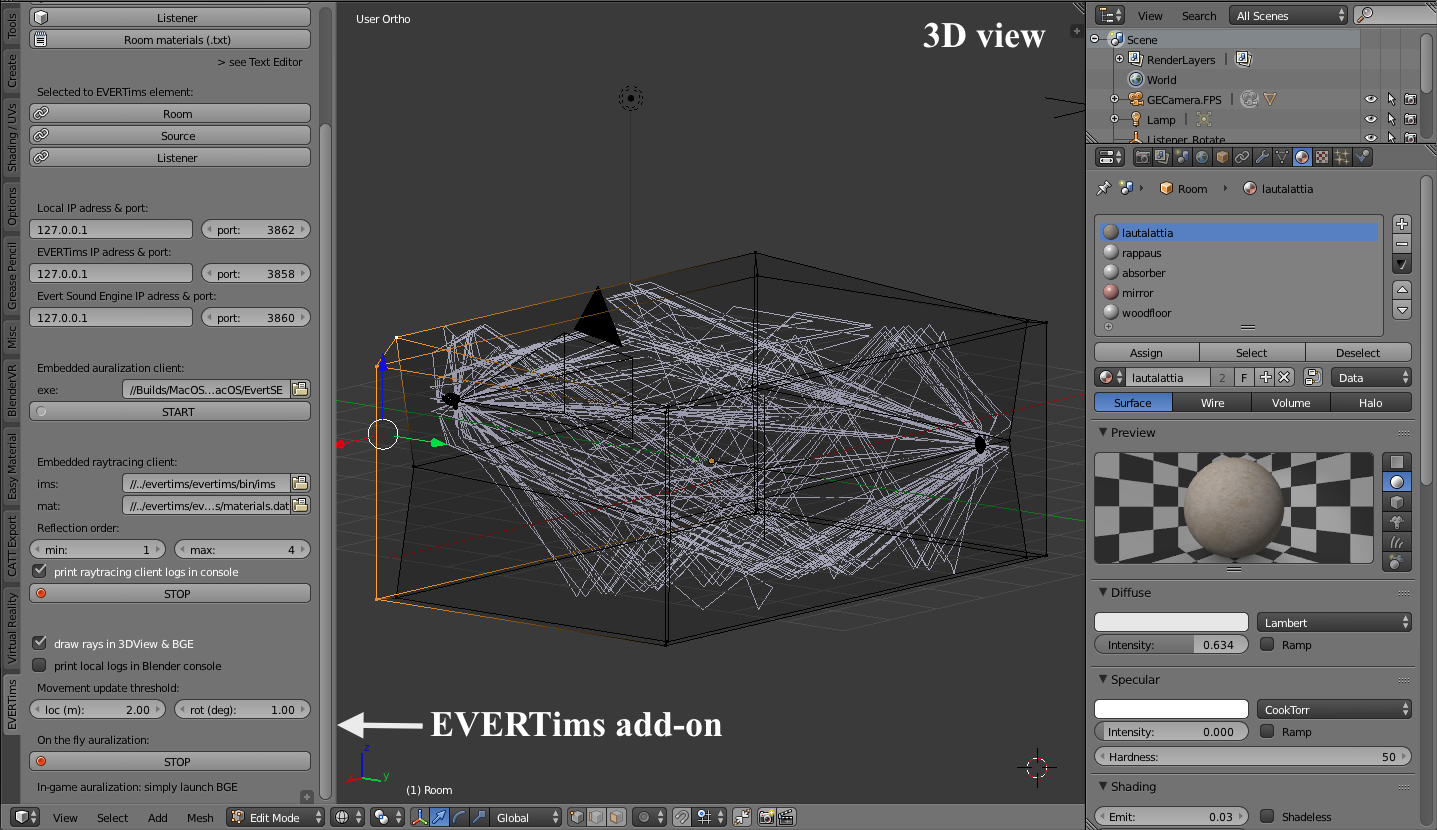 Tools
Create
Shading / UVs
Options
Grease Pencil
Misc
BlenderVR
Easy Material
CATT Export
Virtual Reality
EVERTims
Listener
Room materials (.txt)
> see Text Editor
Selected to EVERTims element:
Room
Source
Listener
Local IP adress & port:
127.0.0.1 port: 3862
EVERTims IP adress & port:
127.0.0.1 port: 3858
Evert Sound Engine IP adress & port:
127.0.0.1 port: 3860
Embedded auralization client:
exe: //Builds/MacOS...acOS/EvertSE
START
Embedded raytracing client:
ims: //../evertims/evertims/bin/ims
mat: //../evertims/ev...s/materials.dat
Reflection order:
min: 1 max: 4
print raytracing client logs in console
STOP
draw rays in 3DView & BGE
print local logs in Blender console
Movement update threshold:
loc (m): 2.00 rot (deg): 1.00
On the fly auralization:
STOP
In-game auralization: simply launch BGE
User Ortho
3D view
EVERTims add-on
z
y
(1) Room
View Select Add Mesh Edit Mode Global
View Search All Scenes
Scene
RenderLayers
World
GECamera.FPS
Lamp
Listener_Rotate
Room lautalattia
lautalattia
rappaus
absorber
mirror
woodfloor
Assign Select Deselect
lautalattia 2 F Data
Surface Wire Volume Halo
Preview
Diffuse
Lambert
Intensity: 0.634 Ramp
Specular
CookTorr
Intensity: 0.000 Ramp
Hardness: 50
Shading
Emit: 0.03 Shadeless